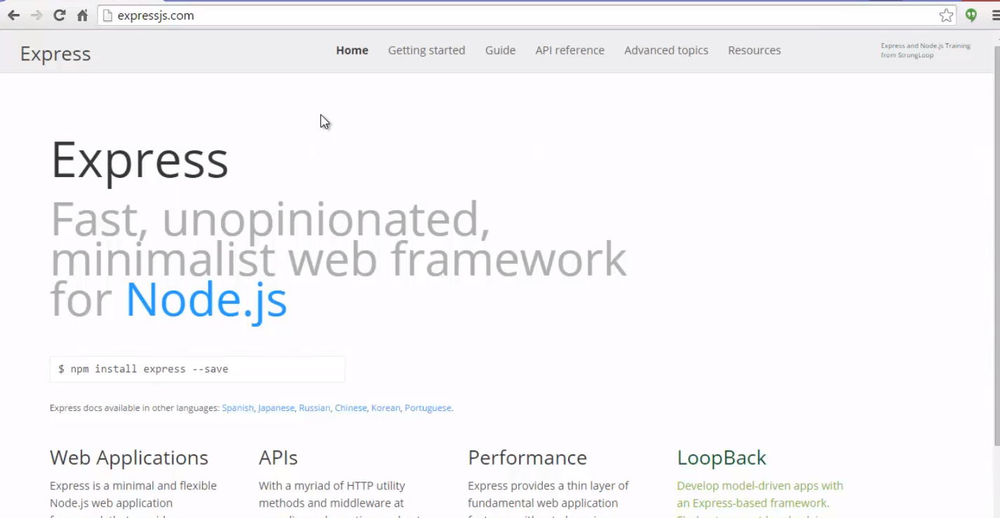 expressjs.com
Express
Home Getting started Guide API reference Advanced topics Resources
Express and Node.js Training
from StrongLoop
Express
Fast, unopinionated,
minimalist web framework
for Node.js
$ npm install express --save
Express docs available in other languages: Spanish, Japanese, Russian, Chinese, Korean, Portuguese.
Web Applications
Express is a minimal and flexible
Node.js web application
APIs
With a myriad of HTTP utility
methods and middleware at
Performance
Express provides a thin layer of
fundamental web application
LoopBack
Develop model-driven apps with
an Express-based framework.